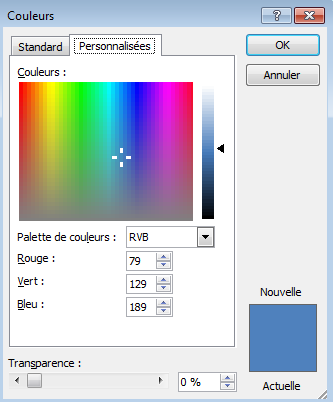 Couleurs
Standard
Personnalisées
OK
Annuler
Couleurs :
Palette de couleurs : RVB
Rouge : 79
Vert : 129
Bleu : 189
Nouvelle
Transparence :
0 %
Actuelle